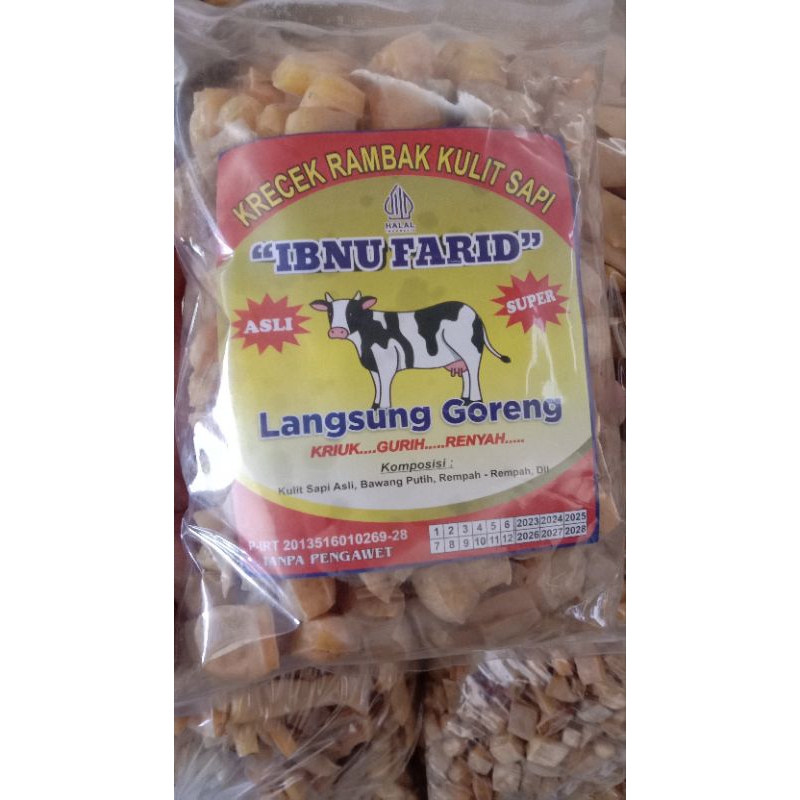 KRECEK RAMBAK KULIT SAPI
HALAL
INDONESIA
"IBNU FARID"
ASLI
SUPER
Langsung Goreng
KRIUK....GURIH.....RENYAH.....
Komposisi :
Kulit Sapi Asli, Bawang Putih, Rempah - Rempah, Dll
P-IRT 2013516010269-28
TANPA PENGAWET
1 2 3 4 5 6 2023 2024 2025
7 8 9 10 11 12 2026 2027 2028